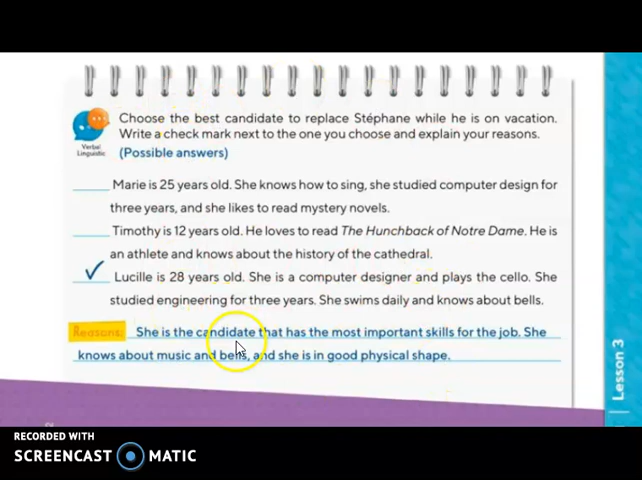 Choose the best candidate to replace Stéphane while he is on vacation.
Write a check mark next to the one you choose and explain your reasons.
Verbal
Linguistic
(Possible answers)
Marie is 25 years old. She knows how to sing, she studied computer design for
three years, and she likes to read mystery novels.
Timothy is 12 years old. He loves to read The Hunchback of Notre Dame. He is
an athlete and knows about the history of the cathedral.
Lucille is 28 years old. She is a computer designer and plays the cello. She
studied engineering for three years. She swims daily and knows about bells.
Reasons: She is the candidate that has the most important skills for the job. She
knows about music and bells, and she is in good physical shape.
Lesson 3
RECORDED WITH
SCREENCAST MATIC